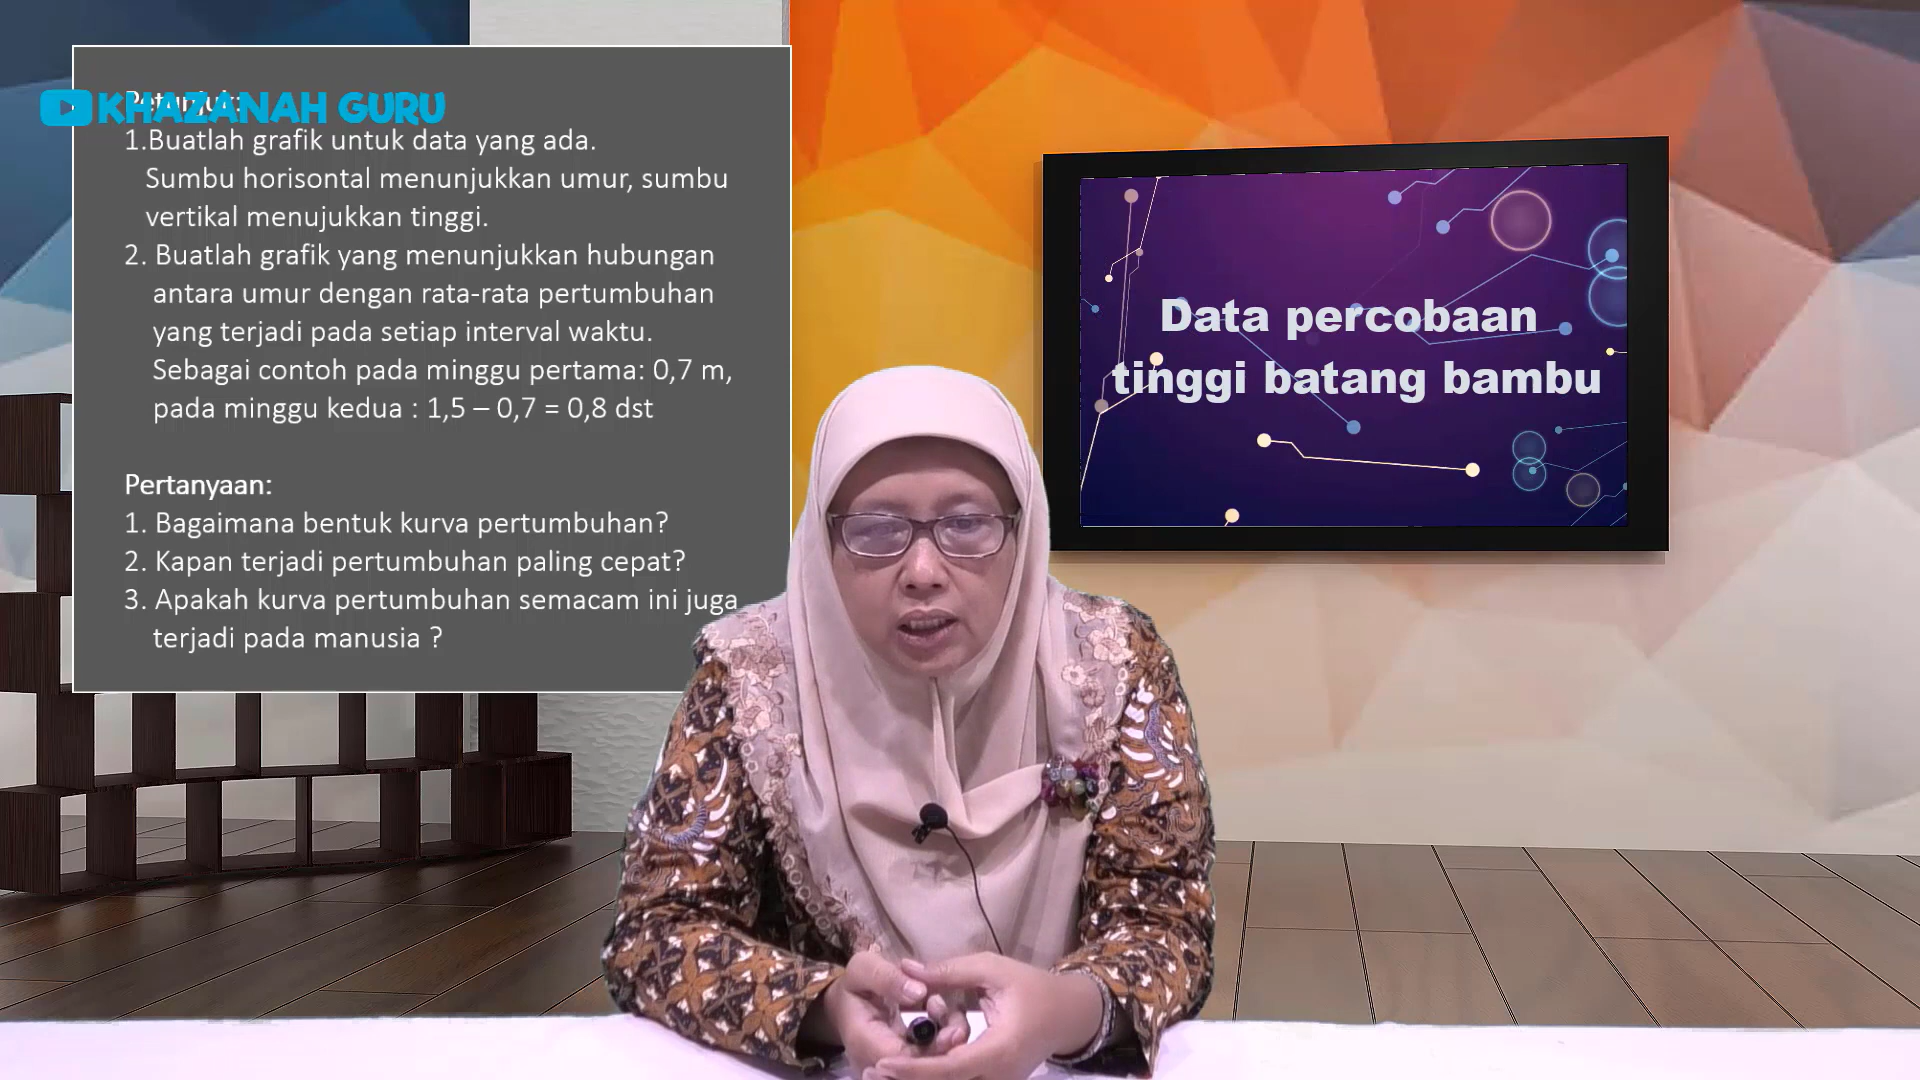 KHAZANAH GURU
Petunjuk:
1.Buatlah grafik untuk data yang ada.
Sumbu horisontal menunjukkan umur, sumbu
vertikal menujukkan tinggi.
2. Buatlah grafik yang menunjukkan hubungan
antara umur dengan rata-rata pertumbuhan
yang terjadi pada setiap interval waktu.
Sebagai contoh pada minggu pertama: 0,7 m,
pada minggu kedua : 1,5 – 0,7 = 0,8 dst
Pertanyaan:
1. Bagaimana bentuk kurva pertumbuhan?
2. Kapan terjadi pertumbuhan paling cepat?
3. Apakah kurva pertumbuhan semacam ini juga
terjadi pada manusia ?
Data percobaan
tinggi batang bambu